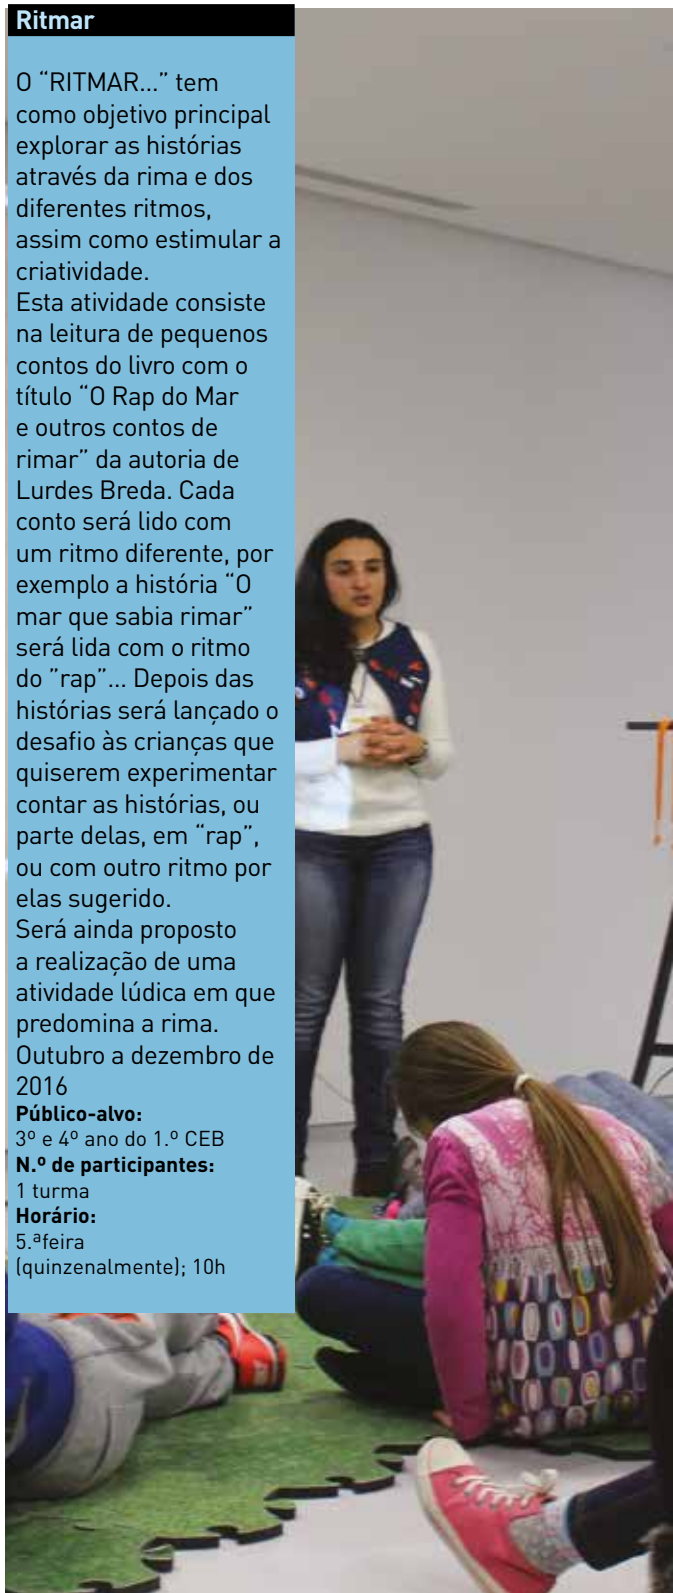 Ritmar
O “RITMAR...” tem
como objetivo principal
explorar as histórias
através da rima e dos
diferentes ritmos,
assim como estimular a
criatividade.
Esta atividade consiste
na leitura de pequenos
contos do livro com o
título “O Rap do Mar
e outros contos de
rimar” da autoria de
Lurdes Breda. Cada
conto será lido com
um ritmo diferente, por
exemplo a história “O
mar que sabia rimar”
será lida com o ritmo
do ”rap”... Depois das
histórias será lançado o
desafio às crianças que
quiserem experimentar
contar as histórias, ou
parte delas, em “rap”,
ou com outro ritmo por
elas sugerido.
Será ainda proposto
a realização de uma
atividade lúdica em que
predomina a rima.
Outubro a dezembro de
2016
Público-alvo:
3º e 4º ano do 1.º CEB
N.º de participantes:
1 turma
Horário:
5.ªfeira
(quinzenalmente); 10h